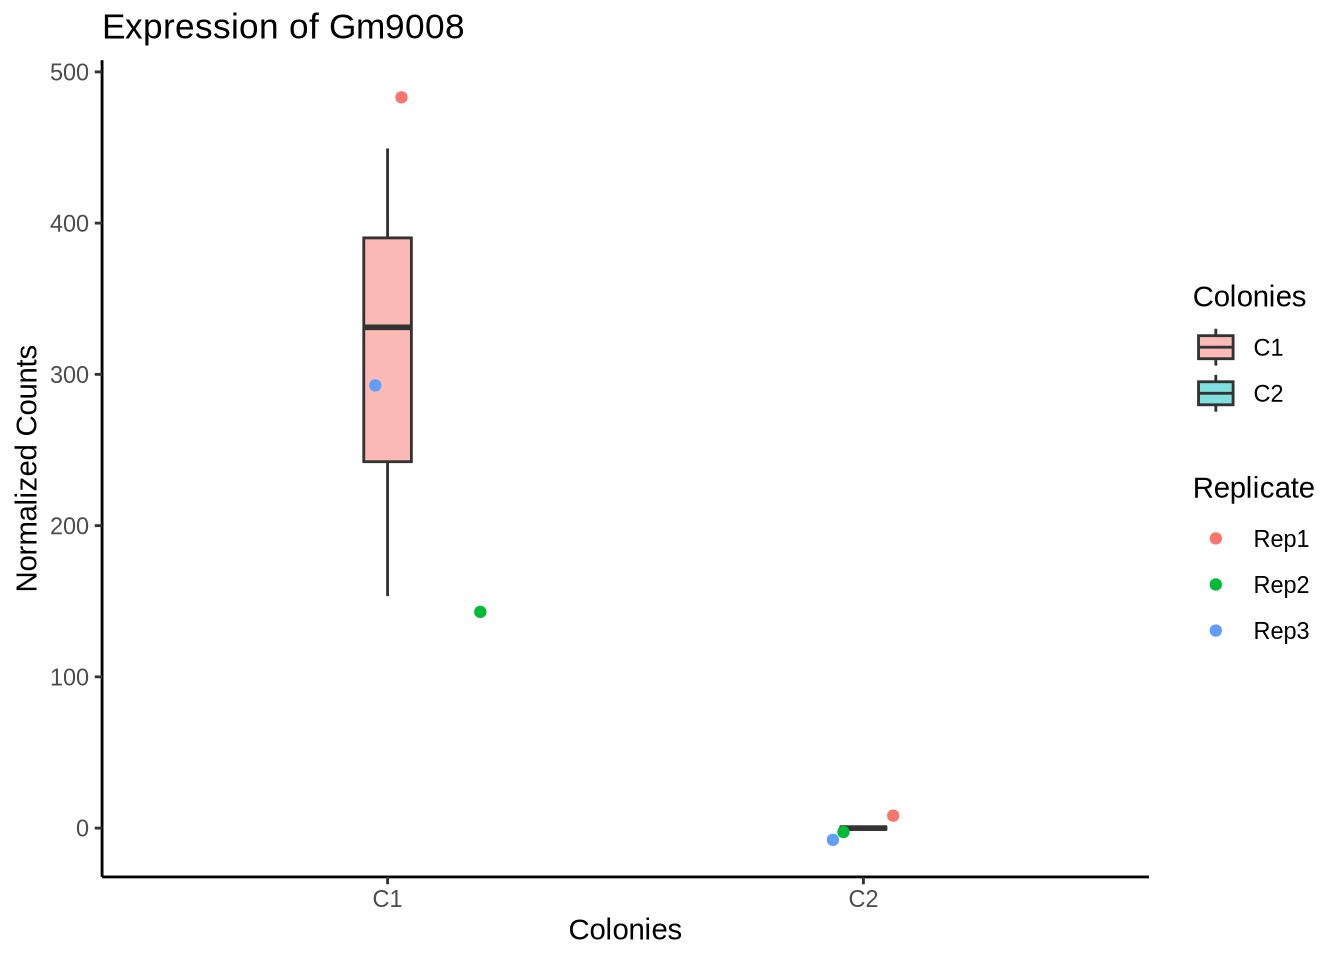 Expression of Gm9008
500
400
300
200
100
0
Normalized Counts
C1
C2
Colonies
Colonies
C1
C2
Replicate
Rep1
Rep2
Rep3